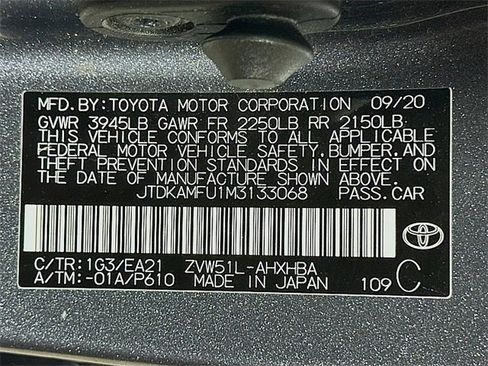 MFD. BY: TOYOTA MOTOR CORPORATION 09/20
GVWR 3945LB GAWR FR 2250LB RR 2150LB
THIS VEHICLE CONFORMS TO ALL APPLICABLE
FEDERAL MOTOR VEHICLE SAFETY, BUMPER, AND
THEFT PREVENTION STANDARDS IN EFFECT ON
THE DATE OF MANUFACTURE SHOWN ABOVE.
JTDKAMFU1M3133068 PASS. CAR
C/TR: 1G3/EA21 ZVW51L-AHXHBA
A/TM: -01A/P610 MADE IN JAPAN 109 C
TOYOTA